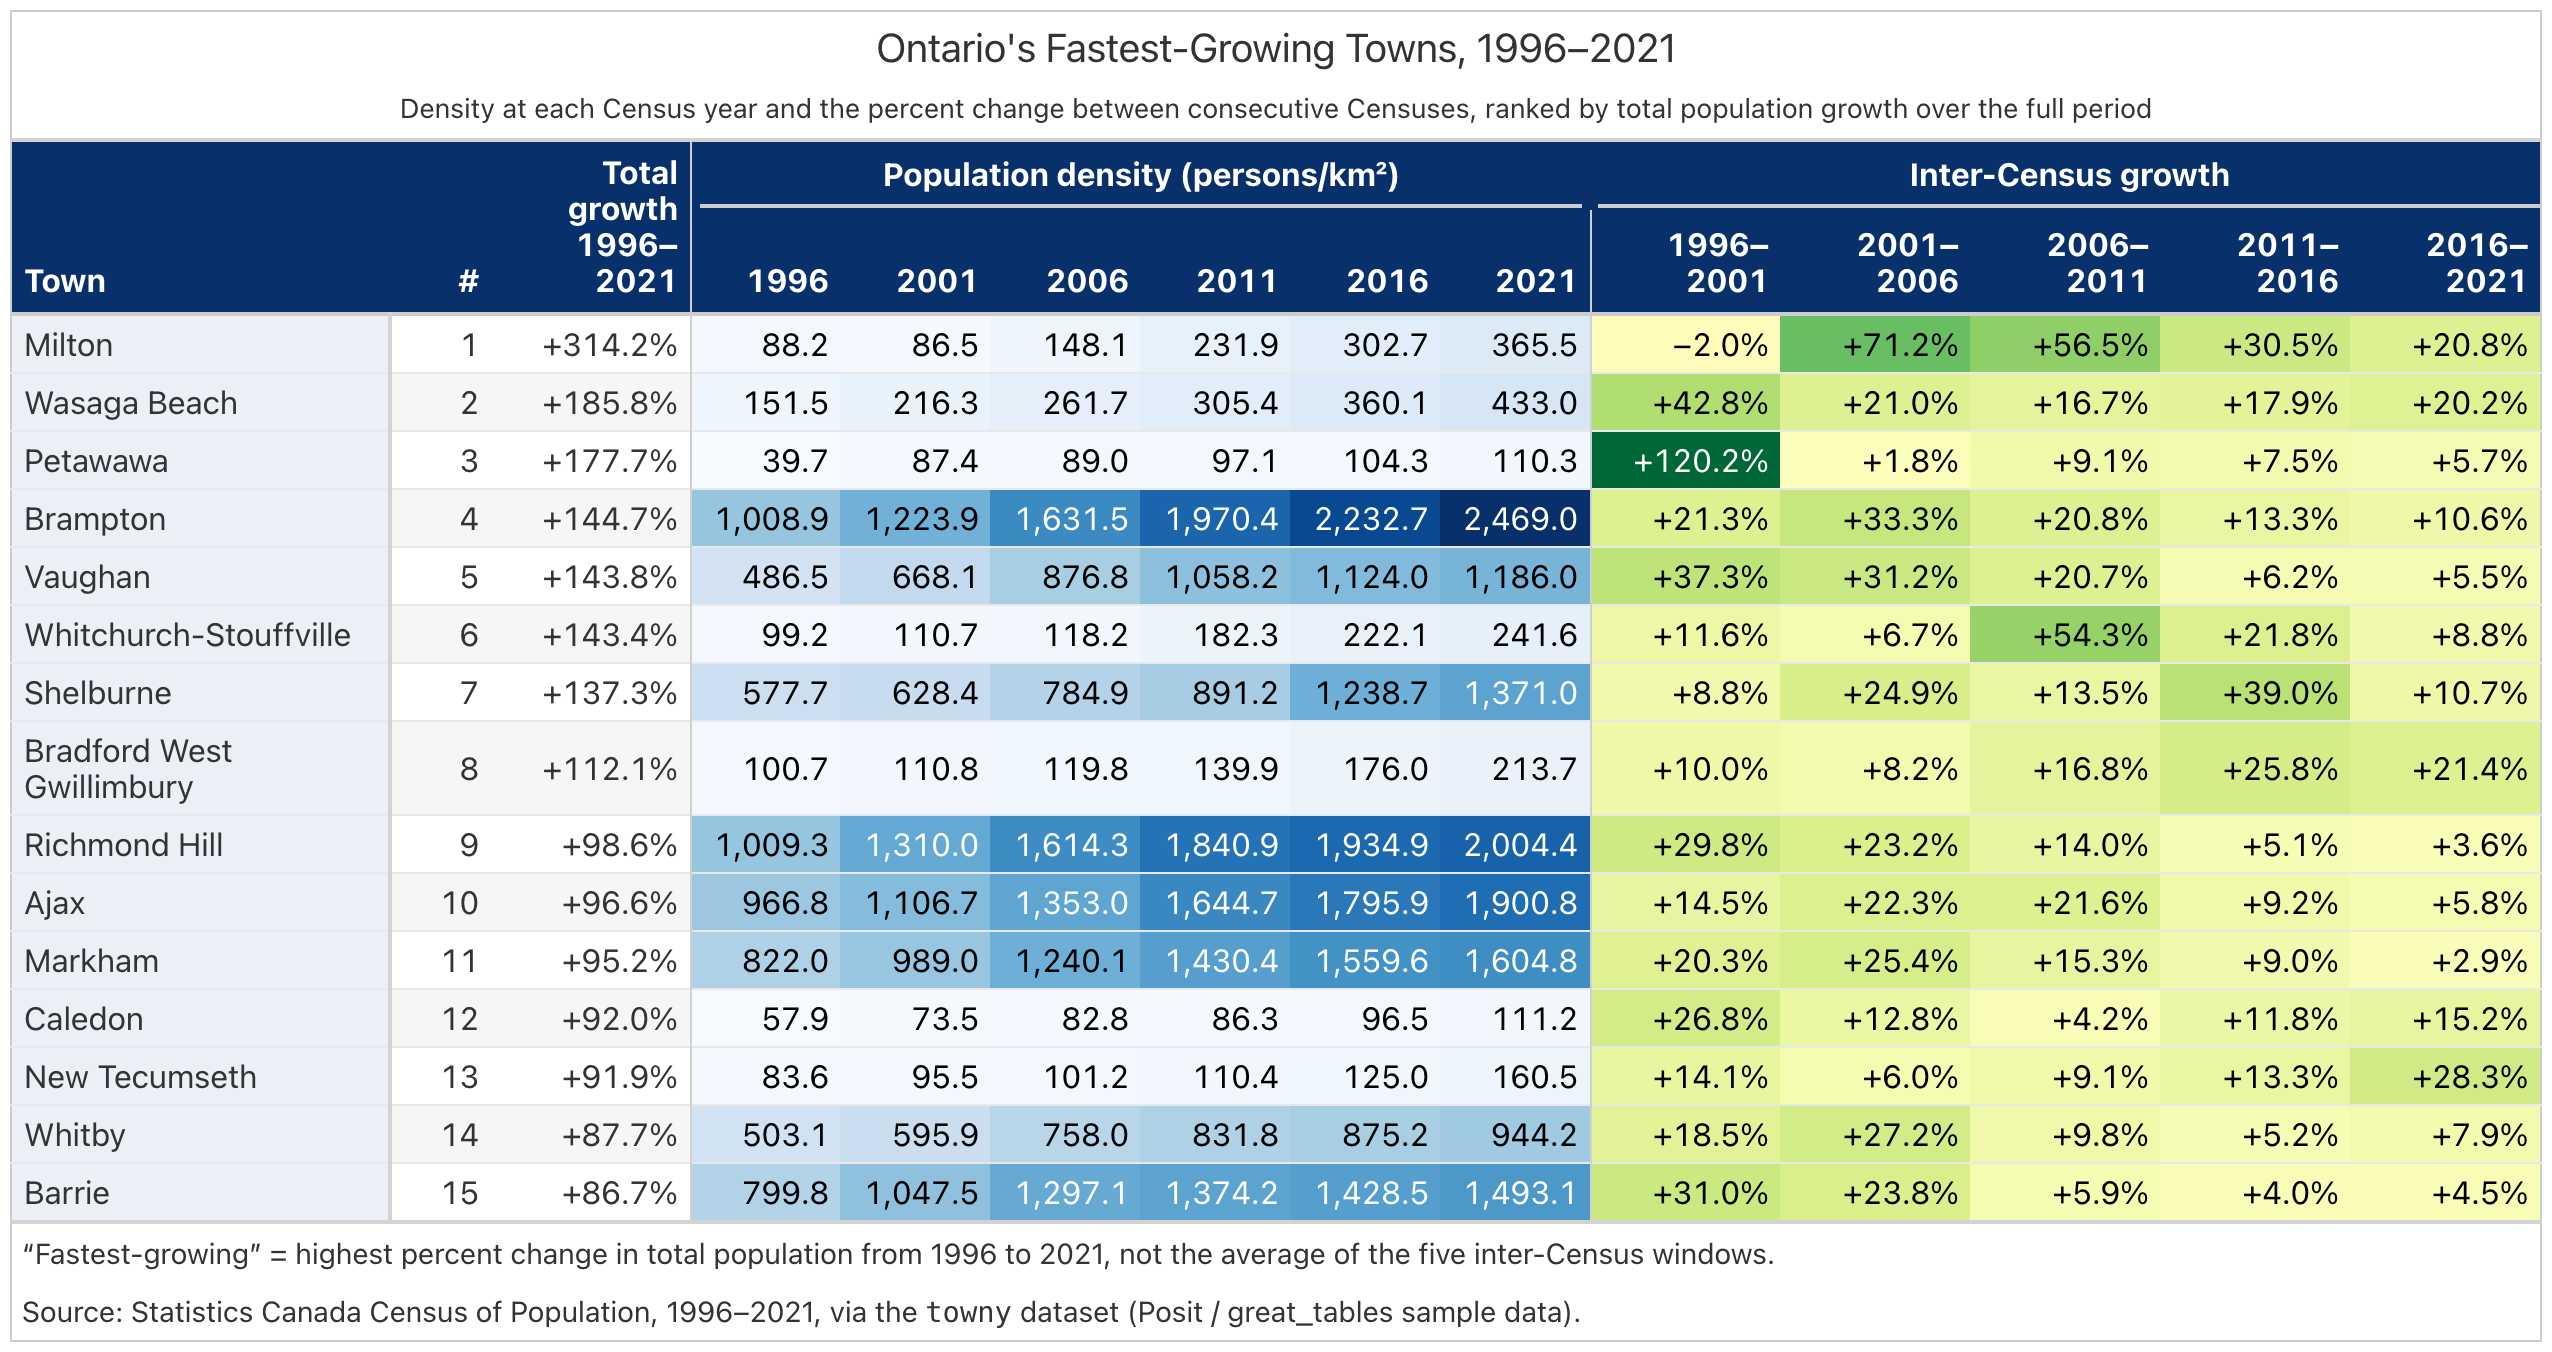 Ontario's Fastest-Growing Towns, 1996–2021
Density at each Census year and the percent change between consecutive Censuses, ranked by total population growth over the full period
Town # Total growth 1996–2021 Population density (persons/km²) Inter-Census growth
1996 2001 2006 2011 2016 2021 1996–2001 2001–2006 2006–2011 2011–2016 2016–2021
Milton 1 +314.2% 88.2 86.5 148.1 231.9 302.7 365.5 −2.0% +71.2% +56.5% +30.5% +20.8%
Wasaga Beach 2 +185.8% 151.5 216.3 261.7 305.4 360.1 433.0 +42.8% +21.0% +16.7% +17.9% +20.2%
Petawawa 3 +177.7% 39.7 87.4 89.0 97.1 104.3 110.3 +120.2% +1.8% +9.1% +7.5% +5.7%
Brampton 4 +144.7% 1,008.9 1,223.9 1,631.5 1,970.4 2,232.7 2,469.0 +21.3% +33.3% +20.8% +13.3% +10.6%
Vaughan 5 +143.8% 486.5 668.1 876.8 1,058.2 1,124.0 1,186.0 +37.3% +31.2% +20.7% +6.2% +5.5%
Whitchurch-Stouffville 6 +143.4% 99.2 110.7 118.2 182.3 222.1 241.6 +11.6% +6.7% +54.3% +21.8% +8.8%
Shelburne 7 +137.3% 577.7 628.4 784.9 891.2 1,238.7 1,371.0 +8.8% +24.9% +13.5% +39.0% +10.7%
Bradford West Gwillimbury 8 +112.1% 100.7 110.8 119.8 139.9 176.0 213.7 +10.0% +8.2% +16.8% +25.8% +21.4%
Richmond Hill 9 +98.6% 1,009.3 1,310.0 1,614.3 1,840.9 1,934.9 2,004.4 +29.8% +23.2% +14.0% +5.1% +3.6%
Ajax 10 +96.6% 966.8 1,106.7 1,353.0 1,644.7 1,795.9 1,900.8 +14.5% +22.3% +21.6% +9.2% +5.8%
Markham 11 +95.2% 822.0 989.0 1,240.1 1,430.4 1,559.6 1,604.8 +20.3% +25.4% +15.3% +9.0% +2.9%
Caledon 12 +92.0% 57.9 73.5 82.8 86.3 96.5 111.2 +26.8% +12.8% +4.2% +11.8% +15.2%
New Tecumseth 13 +91.9% 83.6 95.5 101.2 110.4 125.0 160.5 +14.1% +6.0% +9.1% +13.3% +28.3%
Whitby 14 +87.7% 503.1 595.9 758.0 831.8 875.2 944.2 +18.5% +27.2% +9.8% +5.2% +7.9%
Barrie 15 +86.7% 799.8 1,047.5 1,297.1 1,374.2 1,428.5 1,493.1 +31.0% +23.8% +5.9% +4.0% +4.5%
“Fastest-growing” = highest percent change in total population from 1996 to 2021, not the average of the five inter-Census windows.
Source: Statistics Canada Census of Population, 1996–2021, via the towny dataset (Posit / great_tables sample data).